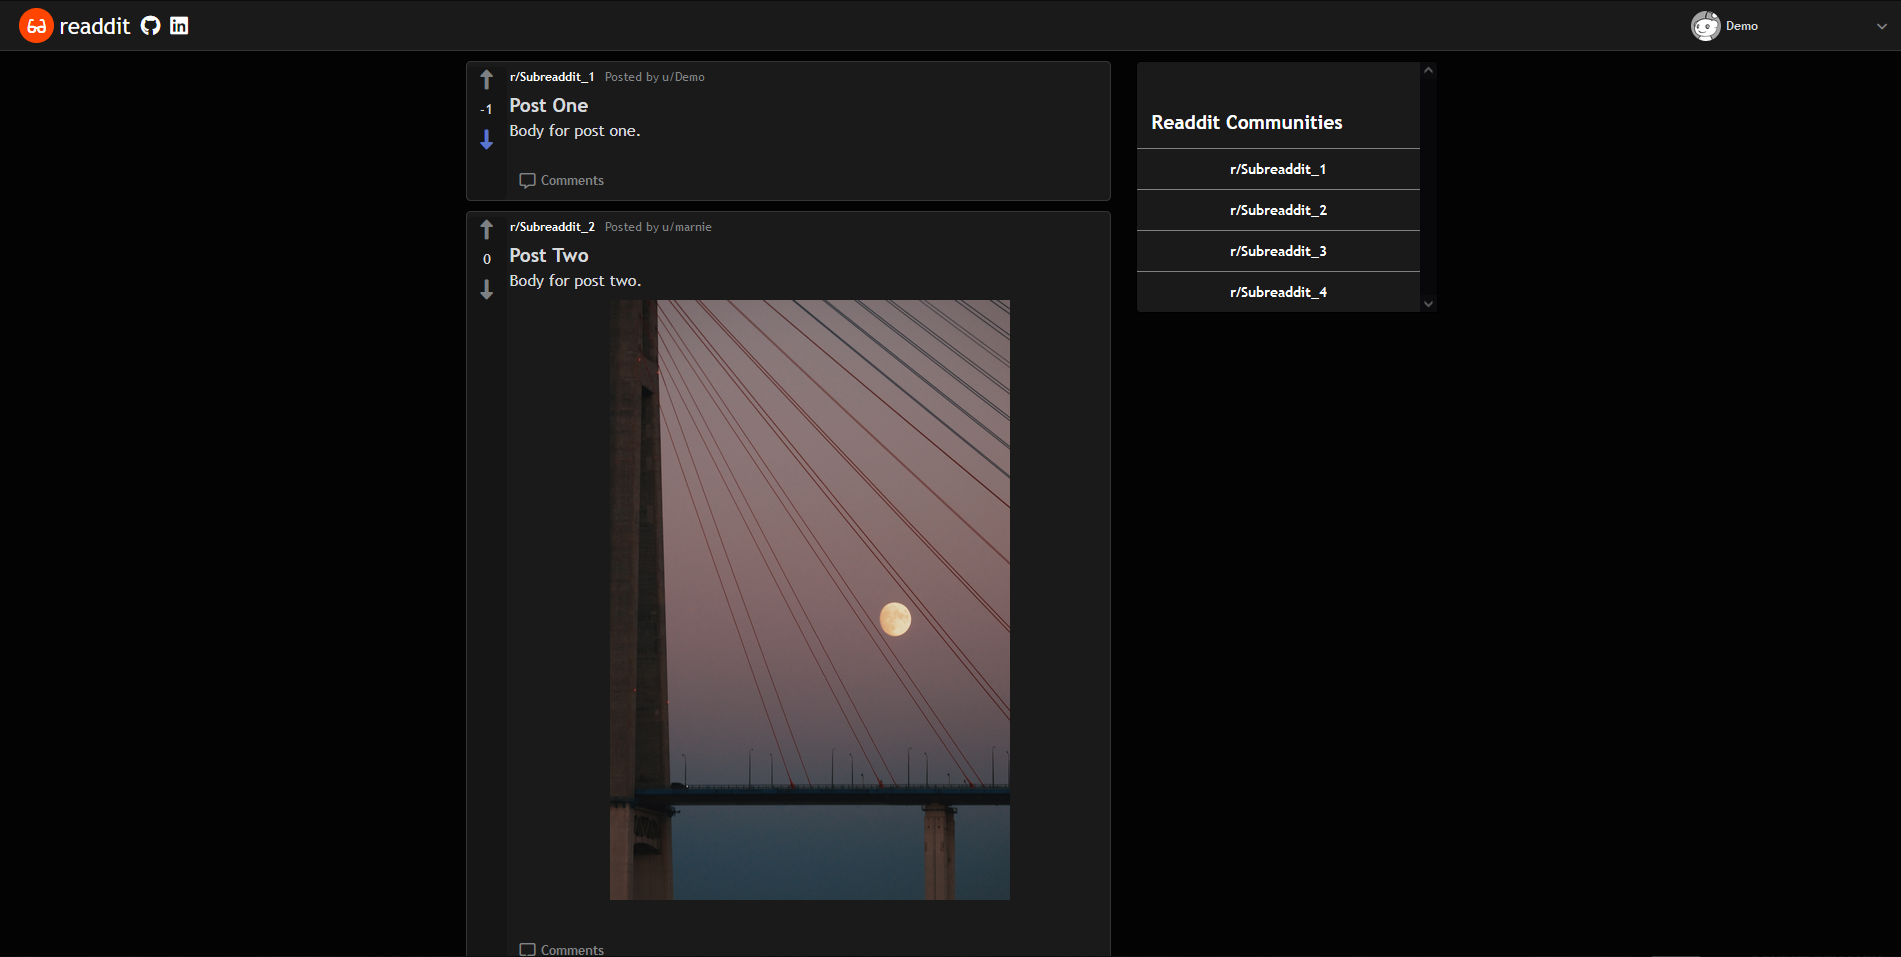 readdit
Demo
r/Subreaddit_1 Posted by u/Demo
-1
Post One
Body for post one.
Comments
r/Subreaddit_2 Posted by u/marnie
0
Post Two
Body for post two.
Comments
Readdit Communities
r/Subreaddit_1
r/Subreaddit_2
r/Subreaddit_3
r/Subreaddit_4